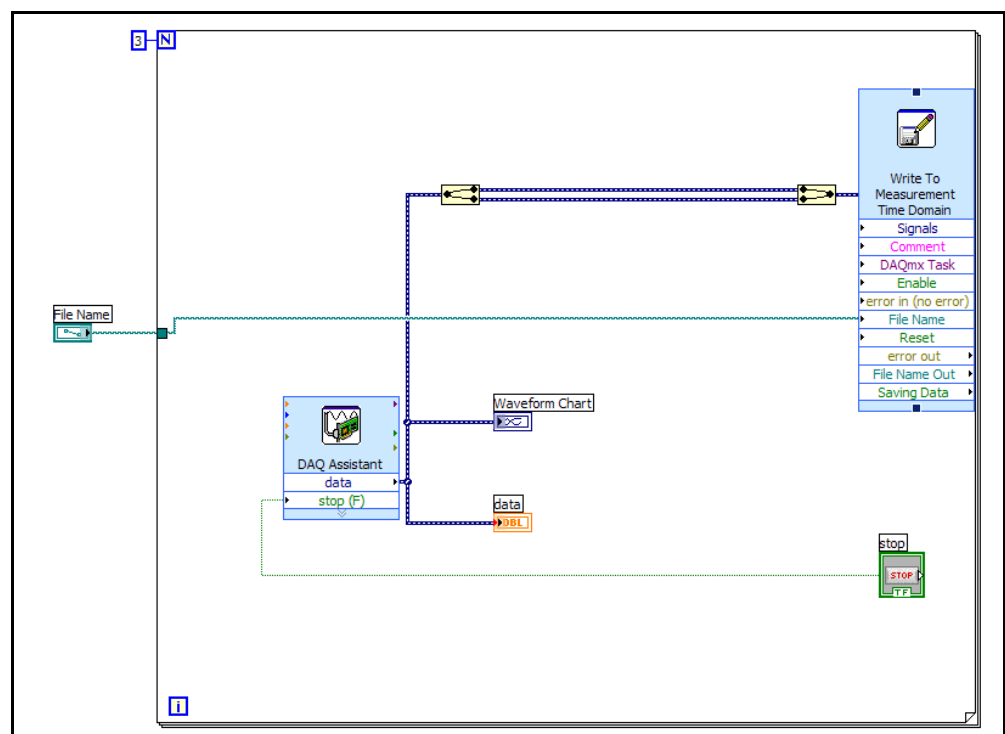 3
N
Write To
Measurement
Time Domain
Signals
Comment
DAQmx Task
Enable
error in (no error)
File Name
Reset
error out
File Name Out
Saving Data
File Name
Waveform Chart
DAQ Assistant
data
stop (F)
data
DBL
stop
STOP
TF
i